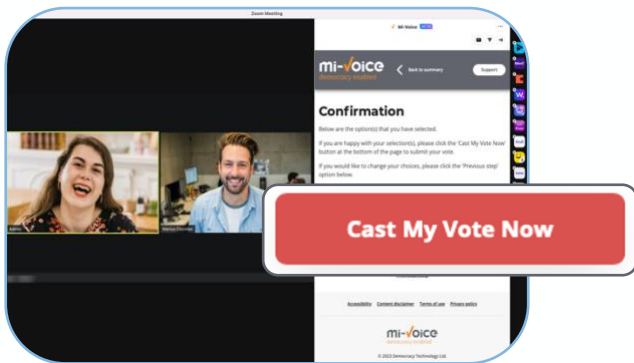 Zoom Meeting
Mi-Voice
mi-voice
democracy enabled
Back to summary
Support
Confirmation
Below are the option(s) that you have selected.
If you are happy with your selection(s), please click the 'Cast My Vote Now'
button at the bottom of the page to submit your vote.
If you would like to change your choices, please click the 'Previous step'
option below.
Cast My Vote Now
Accessibility Content disclaimer Terms of use Privacy policy
mi-voice
democracy enabled
© 2023 Democracy Technology Ltd.